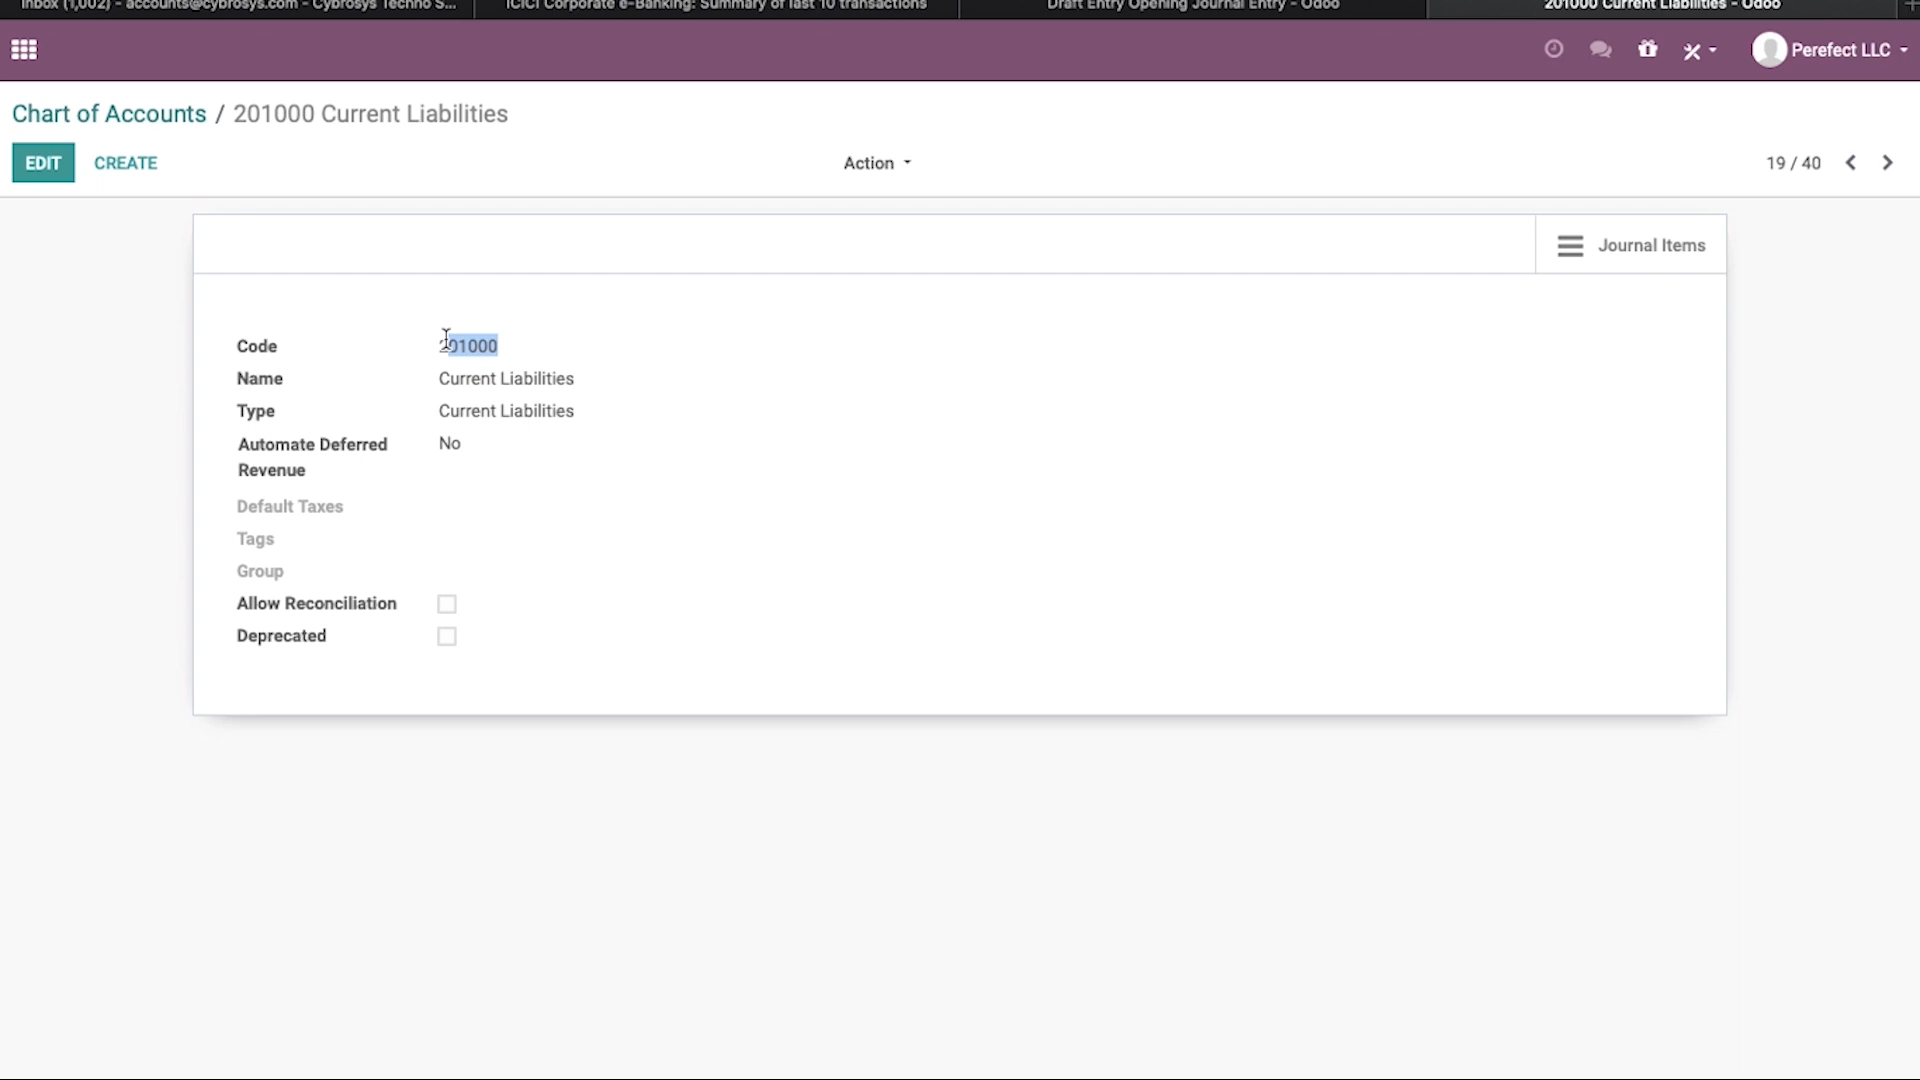 Inbox (1,002) - accounts@cybrosys.com - Cybrosys Techno S...
ICICI Corporate e-Banking: Summary of last 10 transactions
Draft Entry Opening Journal Entry - Odoo
201000 Current Liabilities - Odoo
Perefect LLC
Chart of Accounts / 201000 Current Liabilities
EDIT CREATE
Action
19 / 40
Journal Items
Code 201000
Name Current Liabilities
Type Current Liabilities
Automate Deferred No
Revenue
Default Taxes
Tags
Group
Allow Reconciliation
Deprecated